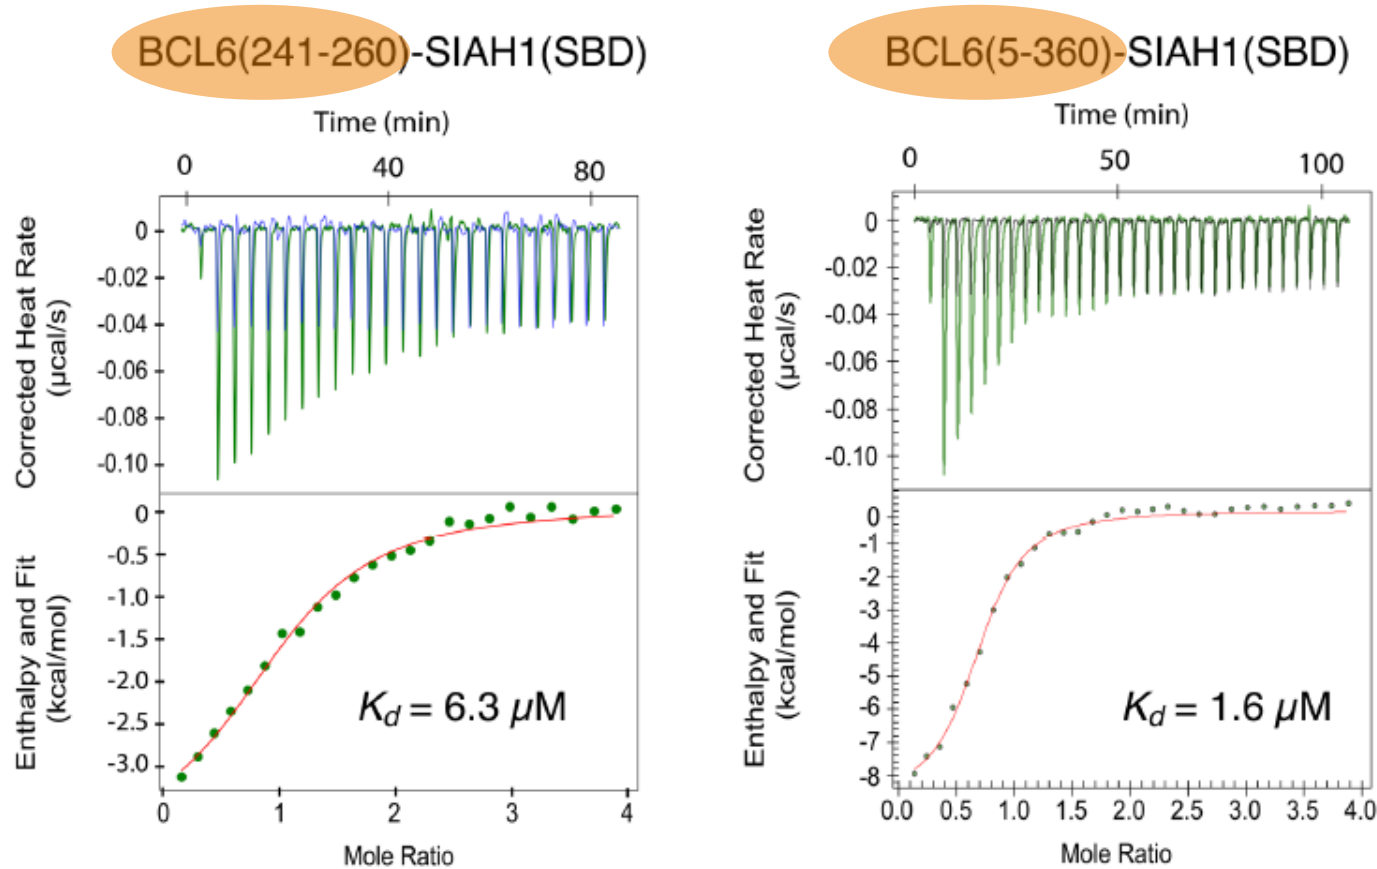 BCL6(241-260)-SIAH1(SBD)
Time (min)
0 40 80
Corrected Heat Rate
(µcal/s)
0
-0.02
-0.04
-0.06
-0.08
-0.10
Enthalpy and Fit
(kcal/mol)
0
-0.5
-1.0
-1.5
-2.0
-2.5
-3.0
Kd = 6.3 µM
0 1 2 3 4
Mole Ratio
BCL6(5-360)-SIAH1(SBD)
Time (min)
0 50 100
Corrected Heat Rate
(µcal/s)
0
-0.02
-0.04
-0.06
-0.08
-0.10
Enthalpy and Fit
(kcal/mol)
0
-1
-2
-3
-4
-5
-6
-7
-8
Kd = 1.6 µM
0.0 0.5 1.0 1.5 2.0 2.5 3.0 3.5 4.0
Mole Ratio